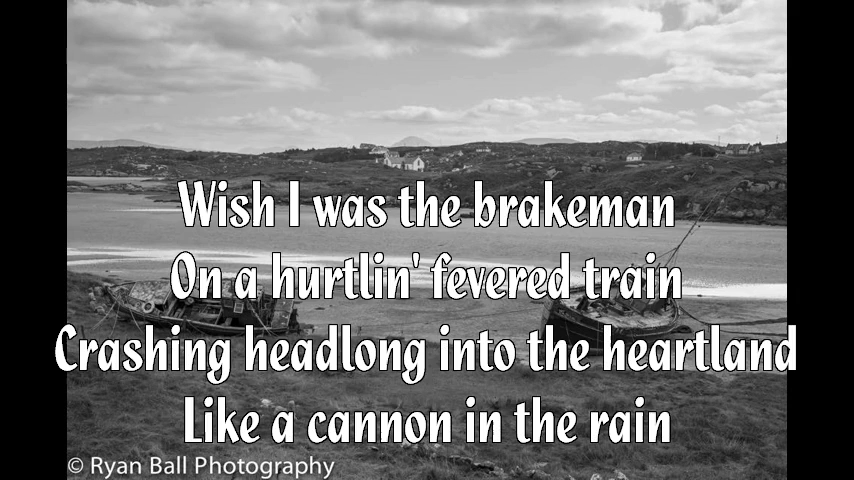 Wish I was the brakeman
On a hurtlin' fevered train
Crashing headlong into the heartland
Like a cannon in the rain
© Ryan Ball Photography